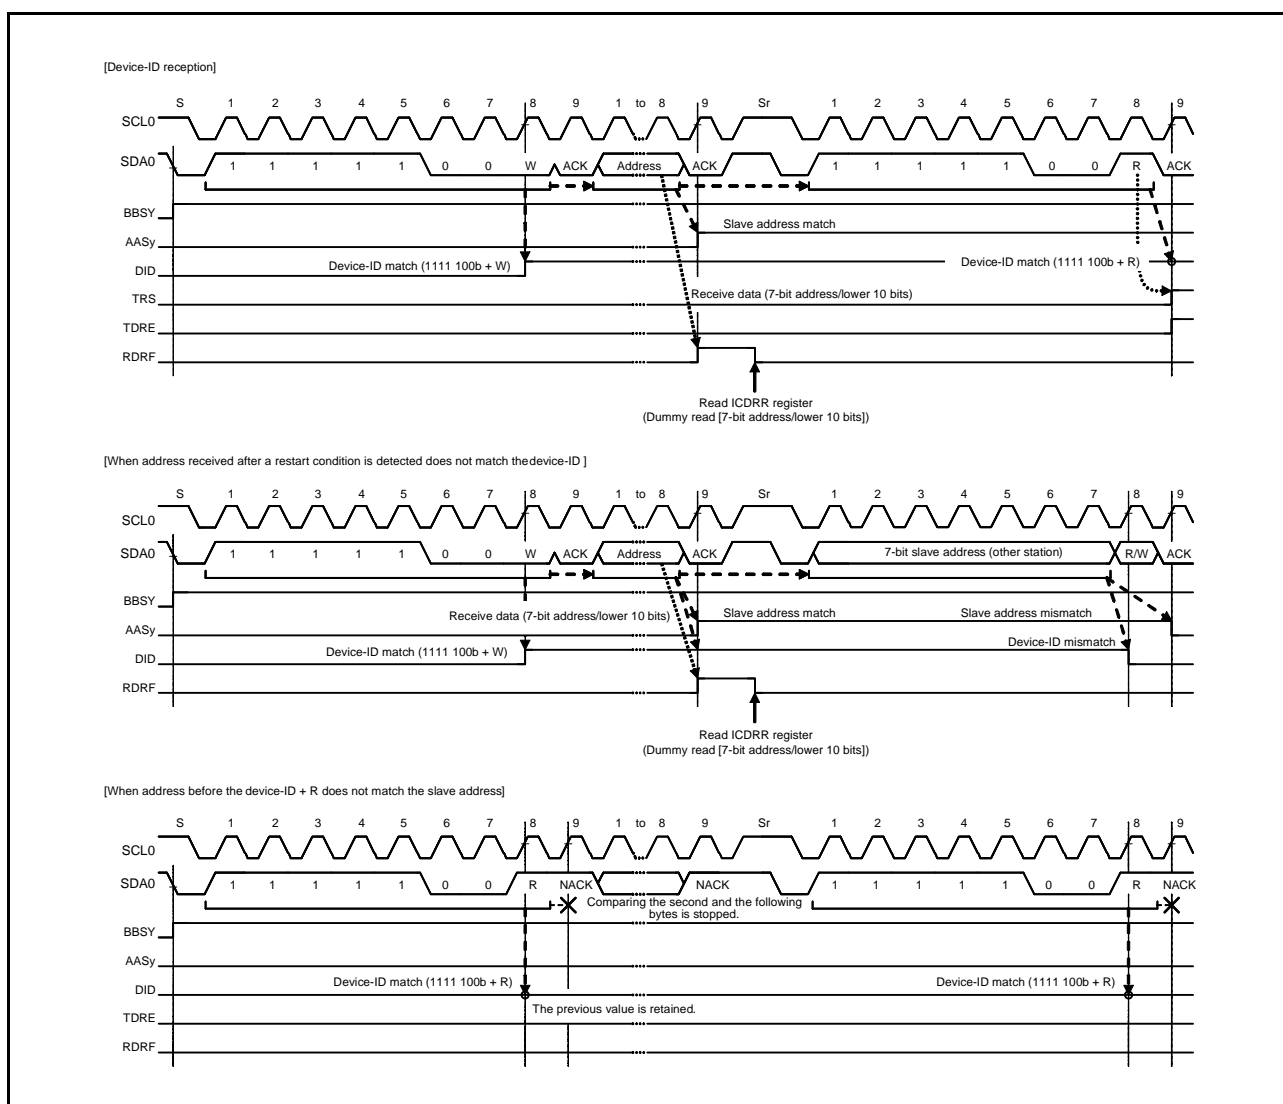 [Device-ID reception]
S 1 2 3 4 5 6 7 8 9 1 to 8 9 Sr 1 2 3 4 5 6 7 8 9
SCL0
SDA0 1 1 1 1 1 0 0 W ACK Address ACK 1 1 1 1 1 0 0 R ACK
BBSY
Slave address match
AASy
Device-ID match (1111 100b + W) Device-ID match (1111 100b + R)
DID
Receive data (7-bit address/lower 10 bits)
TRS
TDRE
RDRF
Read ICDRR register
(Dummy read [7-bit address/lower 10 bits])
[When address received after a restart condition is detected does not match the device-ID ]
S 1 2 3 4 5 6 7 8 9 1 to 8 9 Sr 1 2 3 4 5 6 7 8 9
SCL0
SDA0 1 1 1 1 1 0 0 W ACK Address ACK 7-bit slave address (other station) R/W ACK
BBSY
Receive data (7-bit address/lower 10 bits) Slave address match Slave address mismatch
AASy
Device-ID match (1111 100b + W) Device-ID mismatch
DID
RDRF
Read ICDRR register
(Dummy read [7-bit address/lower 10 bits])
[When address before the device-ID + R does not match the slave address]
S 1 2 3 4 5 6 7 8 9 1 to 8 9 Sr 1 2 3 4 5 6 7 8 9
SCL0
SDA0 1 1 1 1 1 0 0 R NACK NACK 1 1 1 1 1 0 0 R NACK
Comparing the second and the following
bytes is stopped.
BBSY
AASy
Device-ID match (1111 100b + R) Device-ID match (1111 100b + R)
DID
The previous value is retained.
TDRE
RDRF